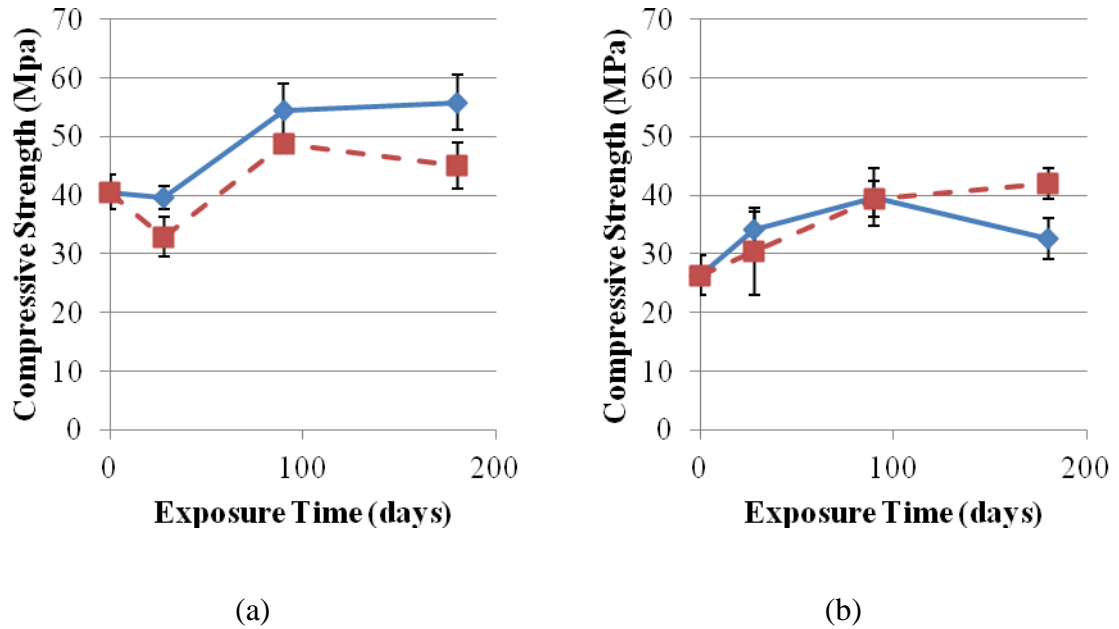 Compressive Strength (Mpa)
70
60
50
40
30
20
10
0
0 100 200
Exposure Time (days)
(a)
Compressive Strength (MPa)
70
60
50
40
30
20
10
0
0 100 200
Exposure Time (days)
(b)